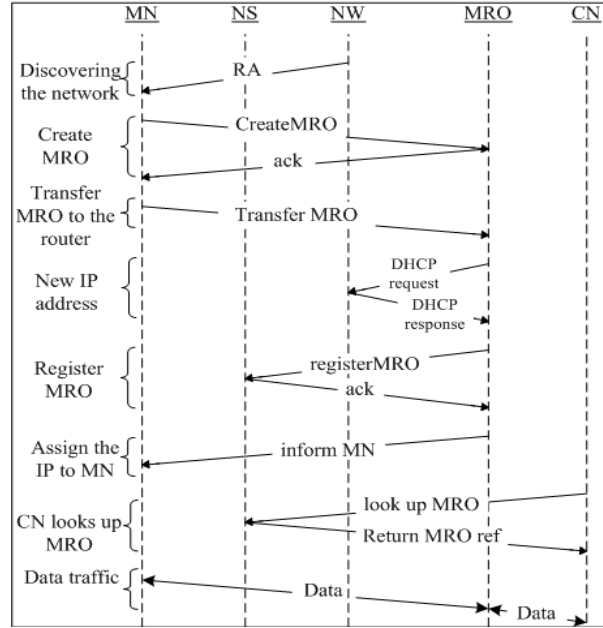 MN NS NW MRO CN
Discovering
the network
RA
Create
MRO
CreateMRO
ack
Transfer
MRO to the
router
Transfer MRO
New IP
address
DHCP
request
DHCP
response
Register
MRO
registerMRO
ack
Assign the
IP to MN
inform MN
CN looks up
MRO
look up MRO
Return MRO ref
Data traffic
Data
Data